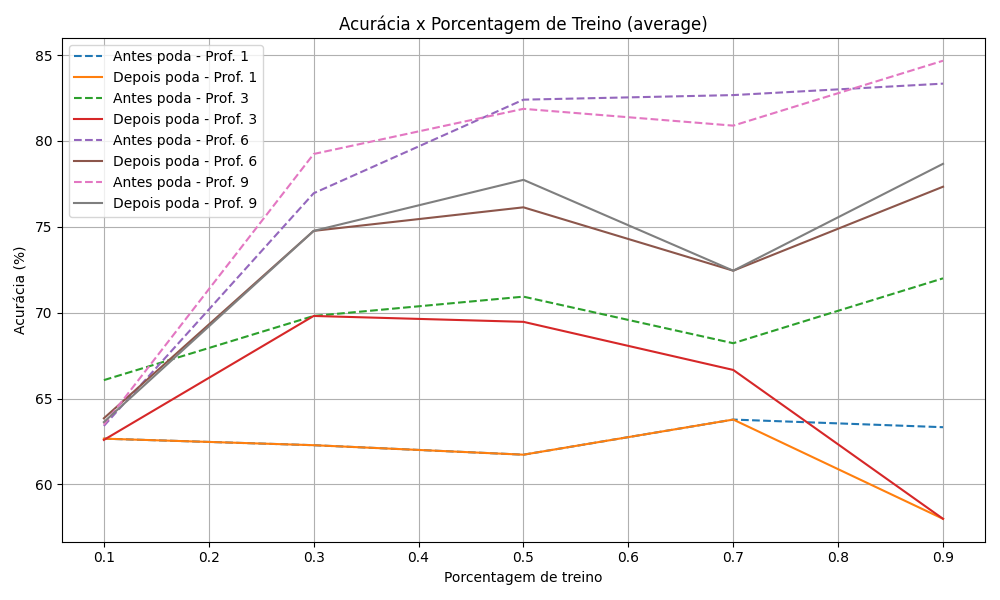 Acurácia x Porcentagem de Treino (average)
Antes poda - Prof. 1
Depois poda - Prof. 1
Antes poda - Prof. 3
Depois poda - Prof. 3
Antes poda - Prof. 6
Depois poda - Prof. 6
Antes poda - Prof. 9
Depois poda - Prof. 9
Acurácia (%)
85
80
75
70
65
60
0.1 0.2 0.3 0.4 0.5 0.6 0.7 0.8 0.9
Porcentagem de treino